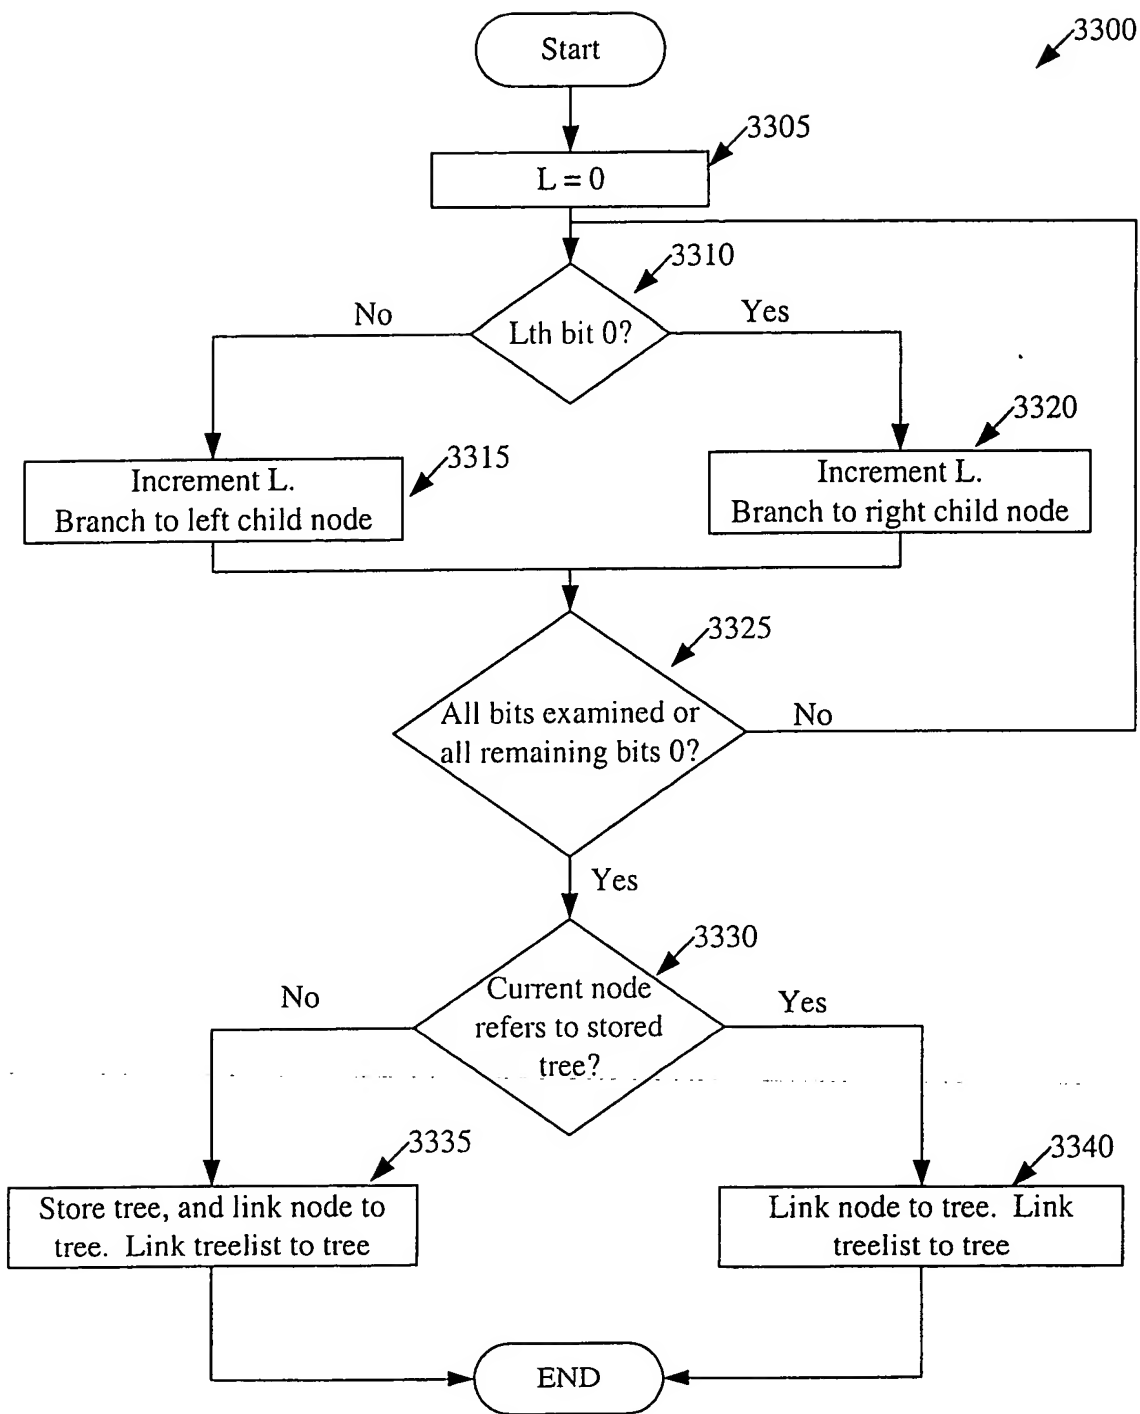 3300
Start
3305
L = 0
3310
No
Yes
Lth bit 0?
3320
3315
Increment L.
Branch to left child node
Increment L.
Branch to right child node
3325
All bits examined or
all remaining bits 0?
No
Yes
3330
No
Yes
Current node
refers to stored
tree?
3335
3340
Store tree, and link node to
tree. Link treelist to tree
Link node to tree. Link
treelist to tree
END